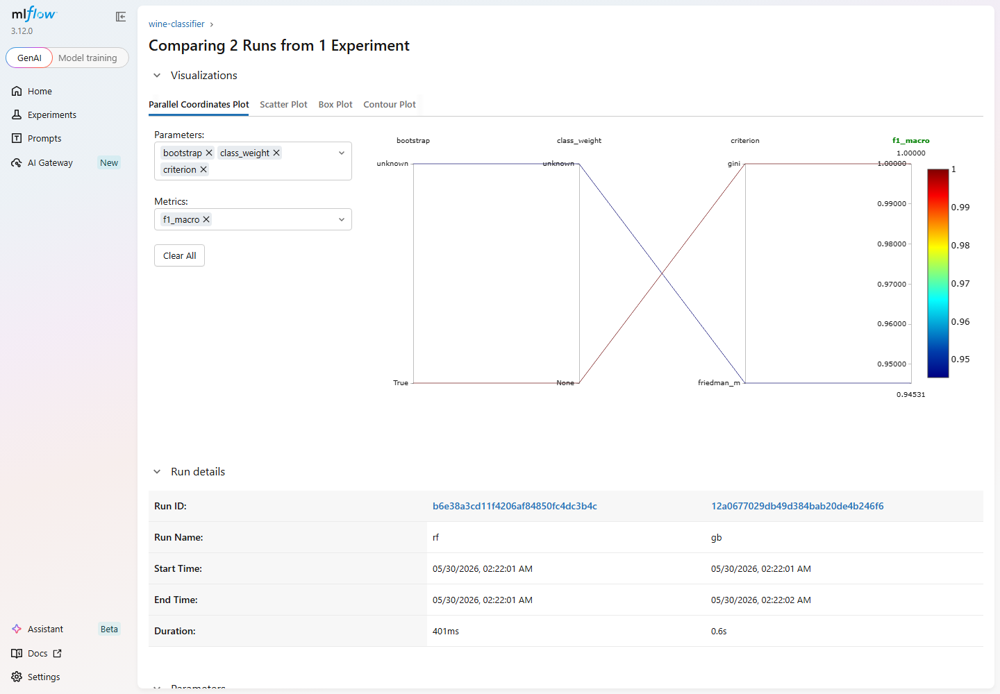 mlflow
3.12.0
GenAI
Model training
Home
Experiments
Prompts
AI Gateway
New
Assistant
Beta
Docs
Settings
wine-classifier
Comparing 2 Runs from 1 Experiment
Visualizations
Parallel Coordinates Plot
Scatter Plot
Box Plot
Contour Plot
Parameters:
bootstrap
class_weight
criterion
Metrics:
f1_macro
Clear All
bootstrap
class_weight
criterion
f1_macro
1.00000
unknown
unknown
gini
1.00000
0.99000
0.98000
0.97000
0.96000
0.95000
True
None
friedman_m
0.94531
1
0.99
0.98
0.97
0.96
0.95
Run details
Run ID:
b6e38a3cd11f4206af84850fc4dc3b4c
12a0677029db49d384bab20de4b246f6
Run Name:
rf
gb
Start Time:
05/30/2026, 02:22:01 AM
05/30/2026, 02:22:01 AM
End Time:
05/30/2026, 02:22:01 AM
05/30/2026, 02:22:02 AM
Duration:
401ms
0.6s
Parameters